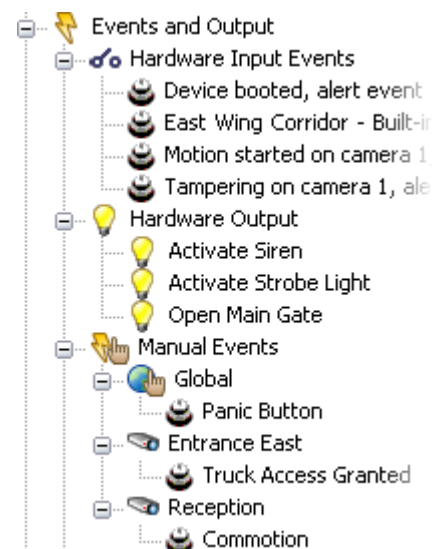 Events and Output
Hardware Input Events
Device booted, alert event
East Wing Corridor - Built-in
Motion started on camera 1,
Tampering on camera 1, ale
Hardware Output
Activate Siren
Activate Strobe Light
Open Main Gate
Manual Events
Global
Panic Button
Entrance East
Truck Access Granted
Reception
Commotion